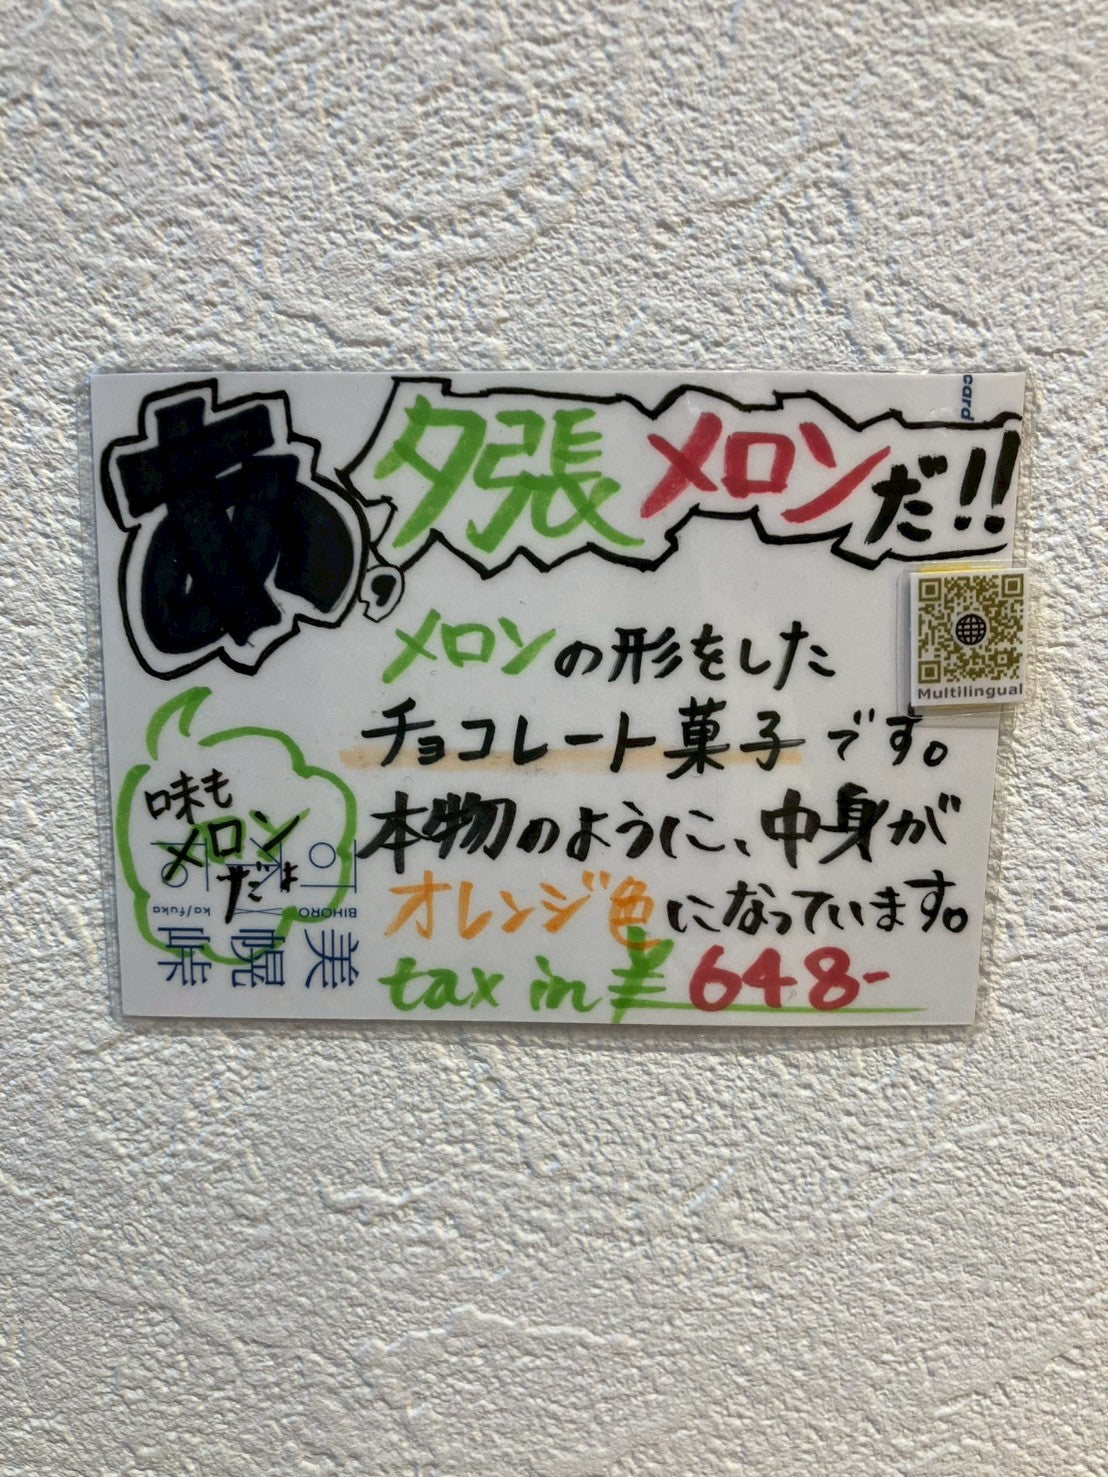 あ、夕張メロンだ!!
メロンの形をした
チョコレート菓子です。
本物のように、中身が
オレンジ色になっています。
tax in ¥648-
味も
メロン
だよ
Multilingual
card
BIHORO
ka/fuka
美幌峠